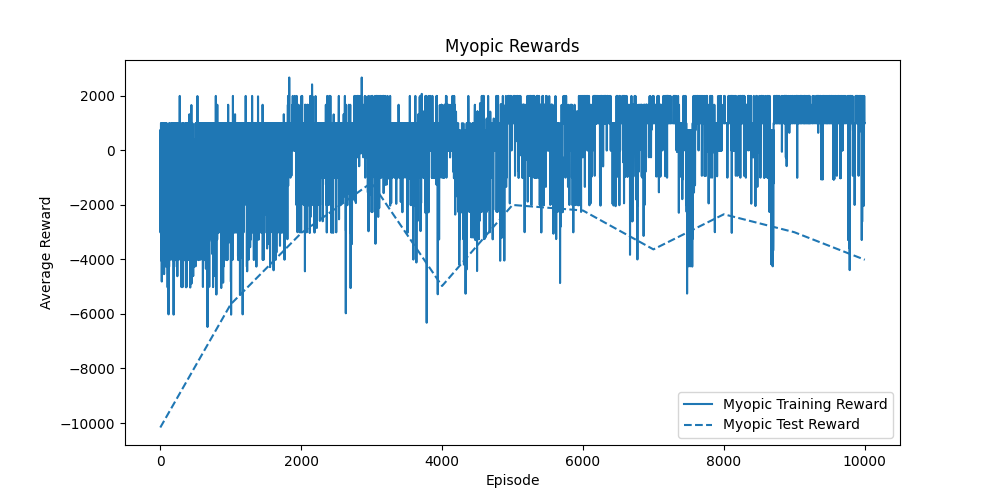 Myopic Rewards
2000
0
−2000
−4000
−6000
−8000
−10000
Average Reward
0
2000
4000
6000
8000
10000
Episode
Myopic Training Reward
Myopic Test Reward